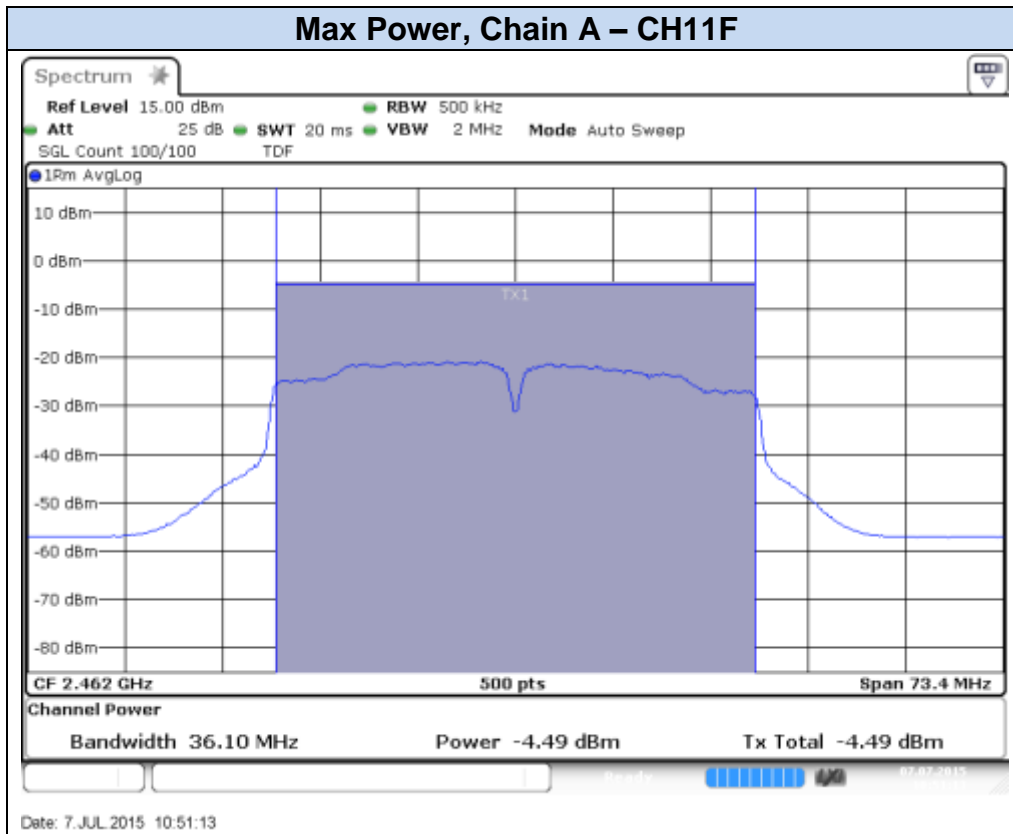 Max Power, Chain A – CH11F
Spectrum
Ref Level 15.00 dBm RBW 500 kHz
Att 25 dB SWT 20 ms VBW 2 MHz Mode Auto Sweep
SGL Count 100/100 TDF
1Rm AvgLog
10 dBm
0 dBm
TX1
-10 dBm
-20 dBm
-30 dBm
-40 dBm
-50 dBm
-60 dBm
-70 dBm
-80 dBm
CF 2.462 GHz 500 pts Span 73.4 MHz
Channel Power
Bandwidth 36.10 MHz Power -4.49 dBm Tx Total -4.49 dBm
Ready 07.07.2015
Date: 7.JUL.2015 10:51:13